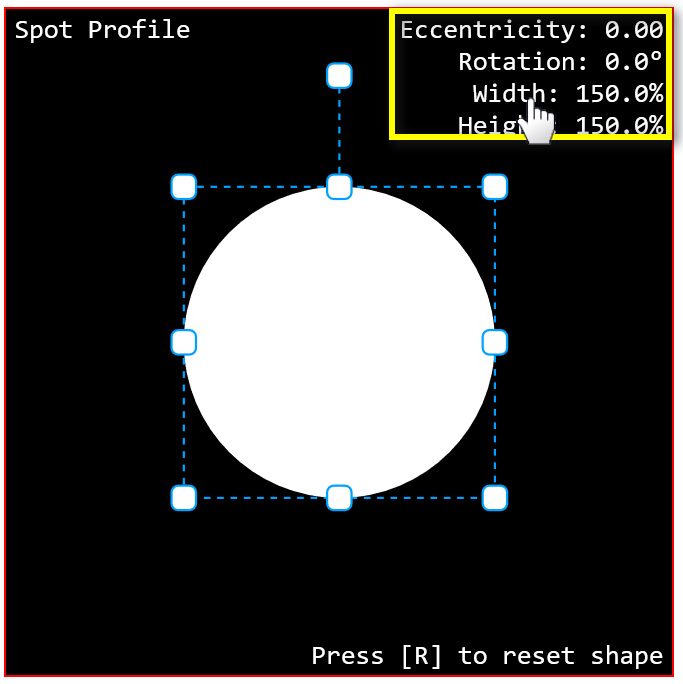 Spot Profile
Eccentricity: 0.00
Rotation: 0.0°
Width: 150.0%
150.0%
Press [R] to reset shape